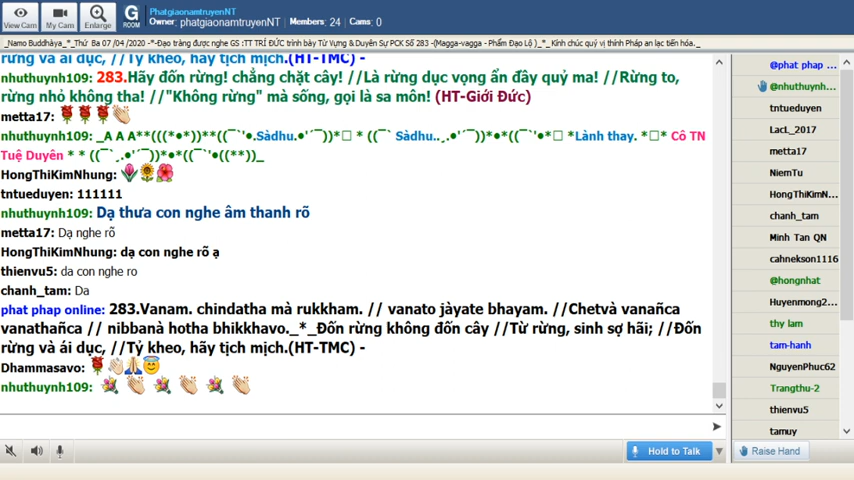 View Cam
My Cam
Enlarge
G
ROOM
PhatgiaonamtruyenNT
Owner: phatgiaonamtruyenNT | Members: 24 | Cams: 0
_Namo Buddhàya_*_Thứ Ba 07 /04 /2020 -*-Đạo tràng được nghe GS :TT TRÍ ĐỨC trình bày Từ Vựng & Duyên Sự PCK Số 283 -(Magga-vagga - Phẩm Đạo Lộ )_*_ Kính chúc quý vị thính Pháp an lạc tiến hóa._
rừng và ái dục, //Tỳ kheo, hãy tịch mịch.(HT-TMC) -
nhuthuynh109: 283.Hãy đốn rừng! chẳng chặt cây! //Là rừng dục vọng ẩn đây quỷ ma! //Rừng to,
rừng nhỏ không tha! //"Không rừng" mà sống, gọi là sa môn! (HT-Giới Đức)
metta17:
nhuthuynh109: _A A A**(((*•*))**((¯`'•.Sàdhu.•'´¯))*□ * ((¯` Sàdhu..¸.•'´¯))*•*((¯`'•*□ *Lành thay. *□* Cô TN
Tuệ Duyên * * ((¯`¸.•'´¯))*•*((¯`'•((**))_
HongThiKimNhung:
tntueduyen: 111111
nhuthuynh109: Dạ thưa con nghe âm thanh rõ
metta17: Dạ nghe rõ
HongThiKimNhung: dạ con nghe rõ ạ
thienvu5: da con nghe ro
chanh_tam: Da
phat phap online: 283.Vanam. chindatha mà rukkham. // vanato jàyate bhayam. //Chetvà vanañca
vanathañca // nibbanà hotha bhikkhavo._*_Đốn rừng không đốn cây //Từ rừng, sinh sợ hãi; //Đốn
rừng và ái dục, //Tỷ kheo, hãy tịch mịch.(HT-TMC) -
Dhammasavo:
nhuthuynh109:
@phat phap ...
@nhuthuynh...
tntueduyen
LacL_2017
metta17
NiemTu
HongThiKimN...
chanh_tam
Minh Tan QN
cahnekson1116
@hongnhat
Huyenmong2...
thy lam
tam-hanh
NguyenPhuc62
Trangthu-2
thienvu5
tamuy
Hold to Talk
Raise Hand